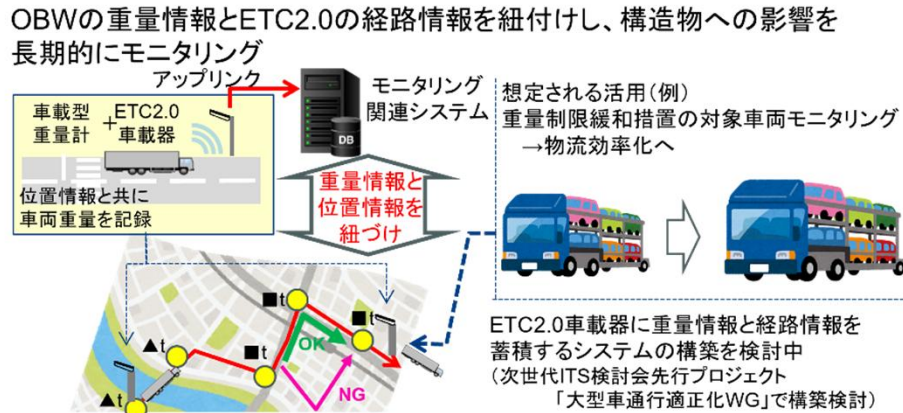 OBWの重量情報とETC2.0の経路情報を紐付けし、構造物への影響を
長期的にモニタリング
アップリンク
車載型
重量計
+
ETC2.0
車載器
位置情報と共に
車両重量を記録
DB
モニタリング
関連システム
重量情報と
位置情報を
紐づけ
想定される活用(例)
重量制限緩和措置の対象車両モニタリング
→物流効率化へ
■t
■t
■t
▲t
▲t
OK
NG
ETC2.0車載器に重量情報と経路情報を
蓄積するシステムの構築を検討中
(次世代ITS検討会先行プロジェクト
「大型車通行適正化WG」で構築検討)